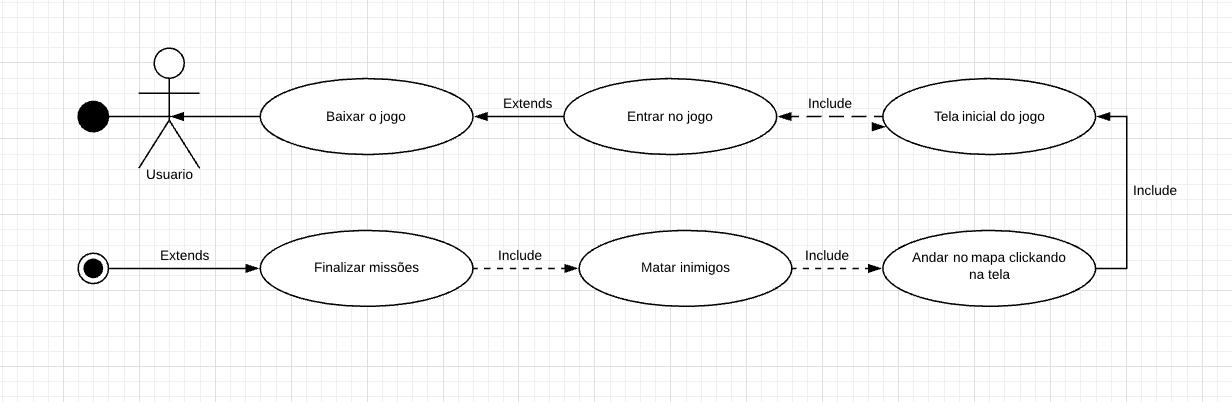 Baixar o jogo
Extends
Entrar no jogo
Include
Tela inicial do jogo
Usuario
Include
Extends
Finalizar missões
Include
Matar inimigos
Include
Andar no mapa clickando
na tela